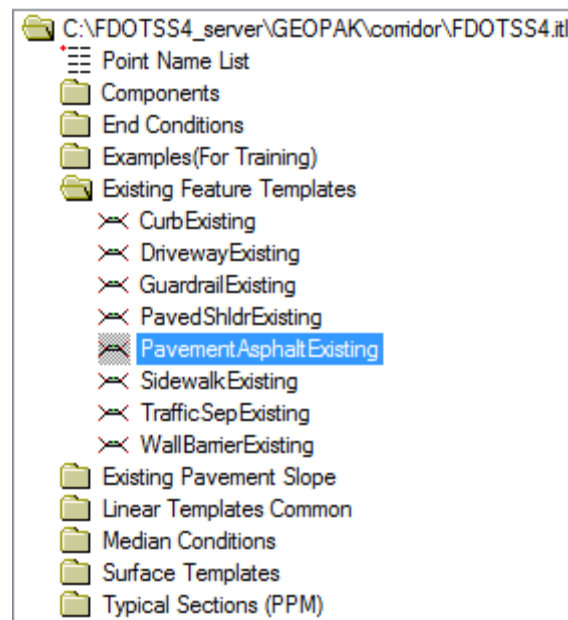 C:\FDOTSS4_server\GEOPAK\corridor\FDOTSS4.itl
Point Name List
Components
End Conditions
Examples(For Training)
Existing Feature Templates
CurbExisting
DrivewayExisting
GuardrailExisting
PavedShldrExisting
PavementAsphaltExisting
SidewalkExisting
TrafficSepExisting
WallBarrierExisting
Existing Pavement Slope
Linear Templates Common
Median Conditions
Surface Templates
Typical Sections (PPM)